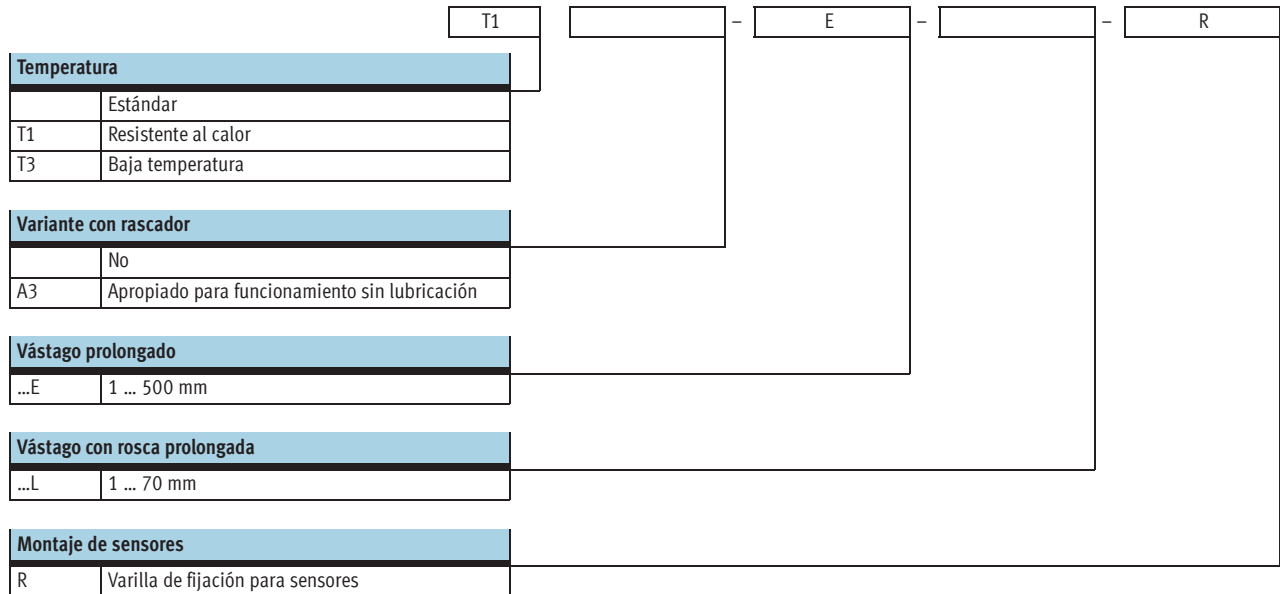 T1 – E – – R
Temperatura
Estándar
T1 Resistente al calor
T3 Baja temperatura
Variante con rascador
No
A3 Apropiado para funcionamiento sin lubricación
Vástago prolongado
...E 1 ... 500 mm
Vástago con rosca prolongada
...L 1 ... 70 mm
Montaje de sensores
R Varilla de fijación para sensores